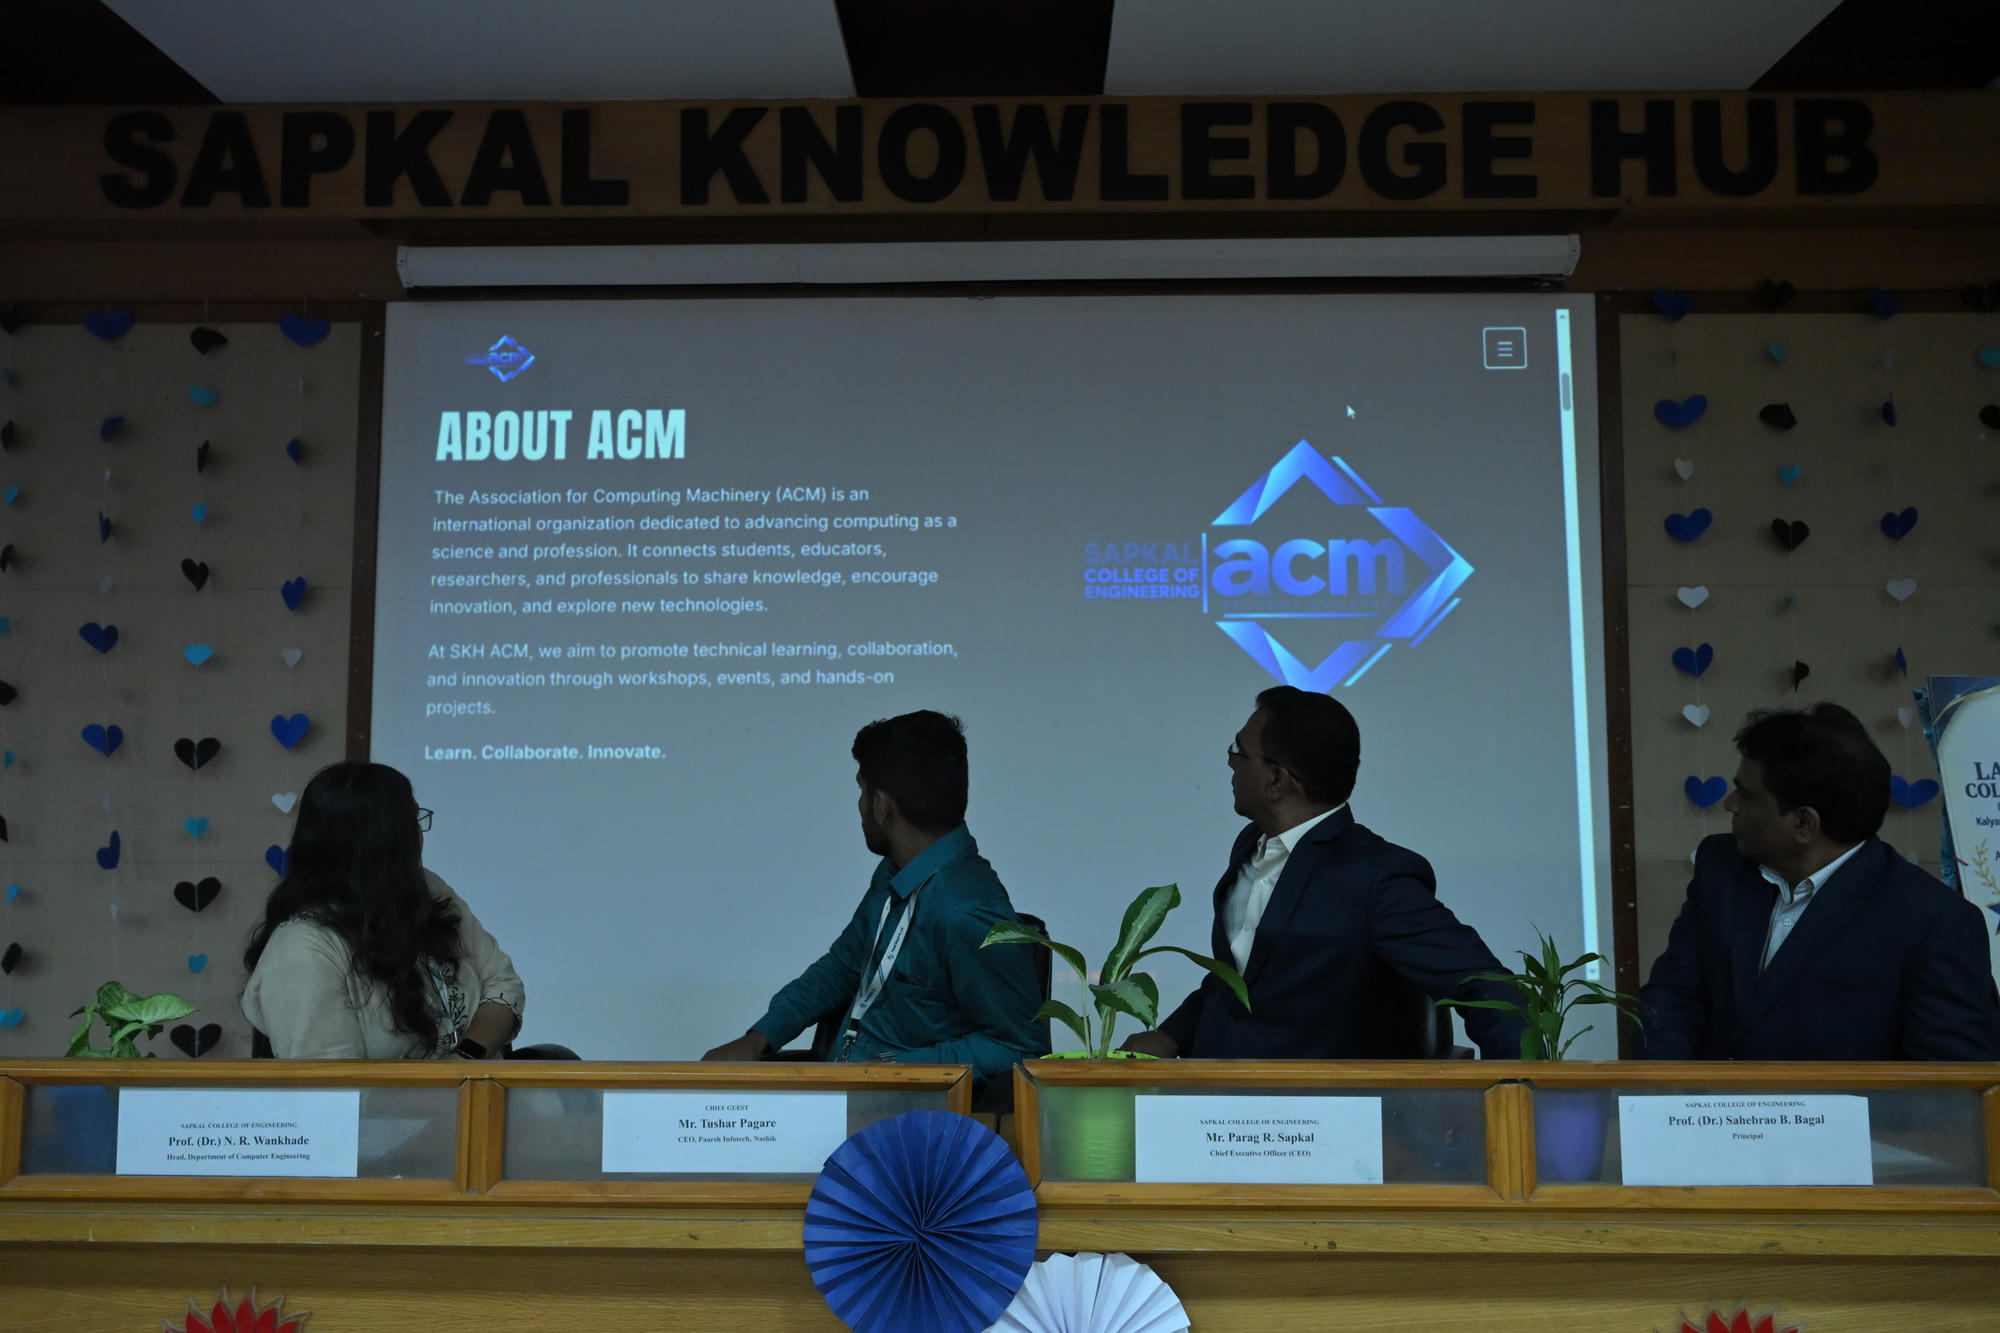 SAPKAL KNOWLEDGE HUB
acm
ABOUT ACM
The Association for Computing Machinery (ACM) is an
international organization dedicated to advancing computing as a
science and profession. It connects students, educators,
researchers, and professionals to share knowledge, encourage
innovation, and explore new technologies.
At SKH ACM, we aim to promote technical learning, collaboration,
and innovation through workshops, events, and hands-on
projects.
Learn. Collaborate. Innovate.
SAPKAL
COLLEGE OF
ENGINEERING
acm
STUDENT CHAPTER
SAPKAL COLLEGE OF ENGINEERING
Prof. (Dr.) N. R. Wankhade
Head, Department of Computer Engineering
CHIEF GUEST
Mr. Tushar Pagare
CEO, Paarsh Infotech, Nashik
SAPKAL COLLEGE OF ENGINEERING
Mr. Parag R. Sapkal
Chief Executive Officer (CEO)
SAPKAL COLLEGE OF ENGINEERING
Prof. (Dr.) Sahebrao B. Bagal
Principal